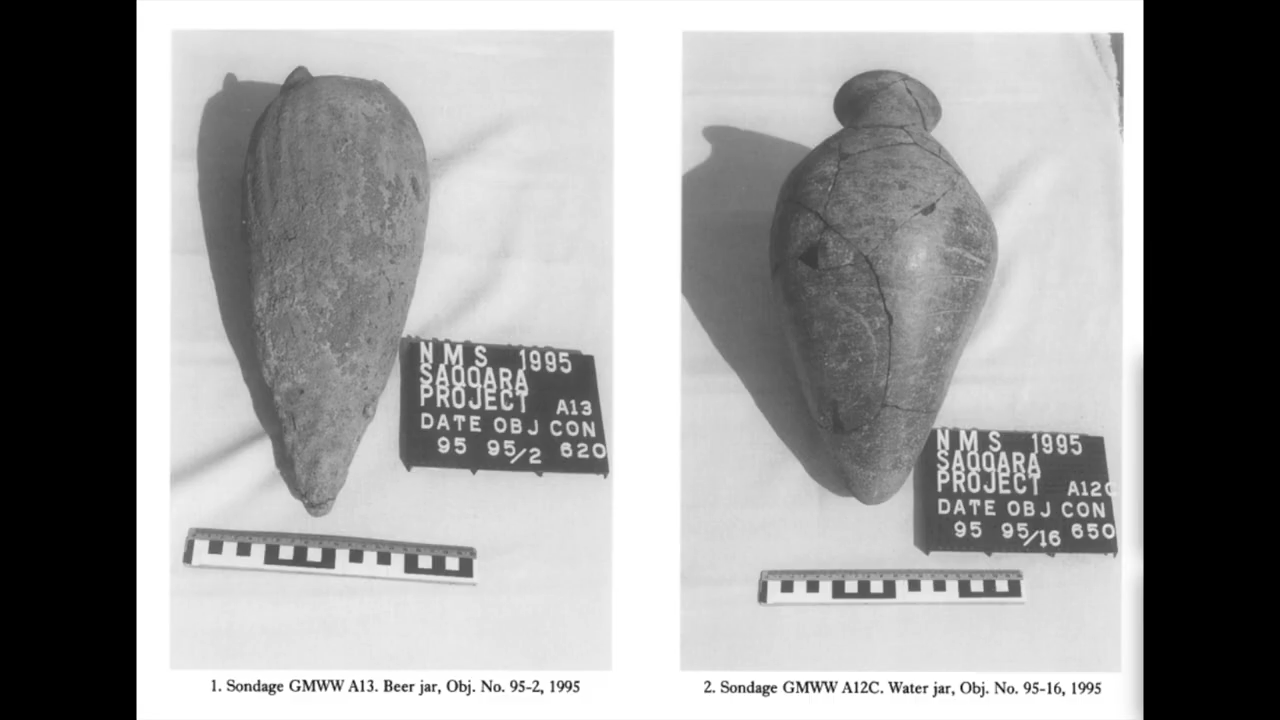 NMS 1995
SAQQARA
PROJECT A13
DATE OBJ CON
95 95/2 620
NMS 1995
SAQQARA
PROJECT A12C
DATE OBJ CON
95 95/16 650
1. Sondage GMWW A13. Beer jar, Obj. No. 95-2, 1995
2. Sondage GMWW A12C. Water jar, Obj. No. 95-16, 1995